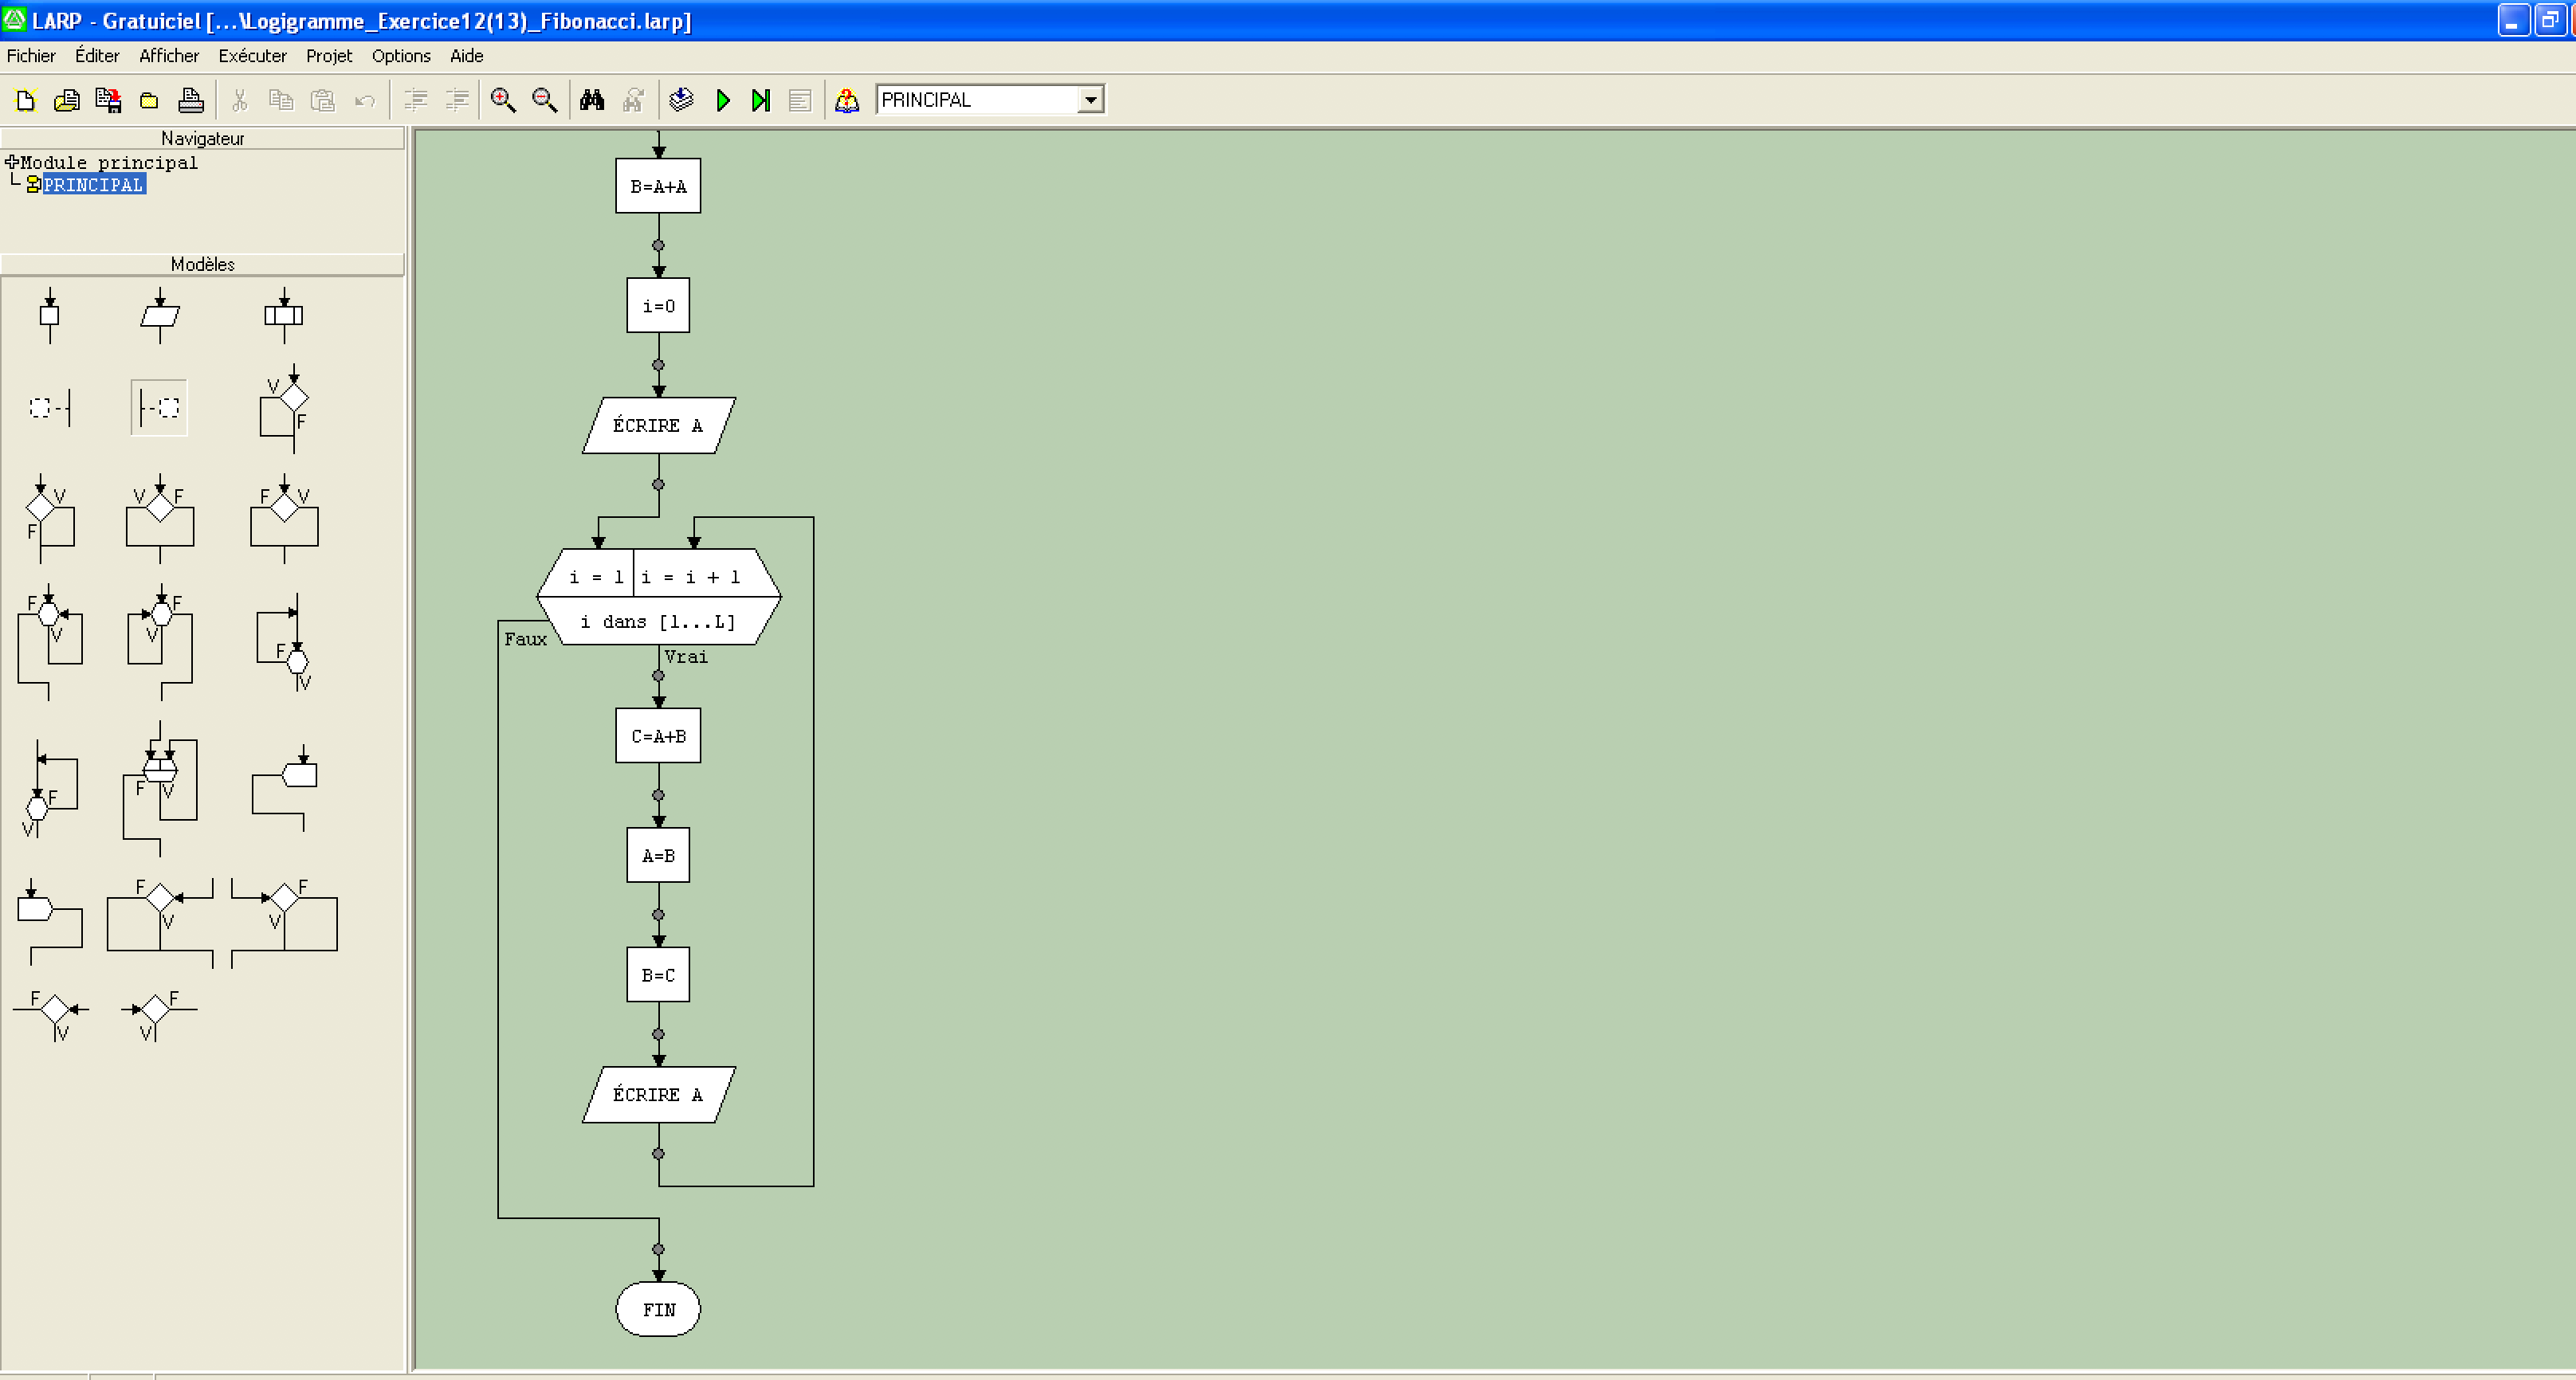 LARP - Gratuiciel [...\Logigramme_Exercice12(13)_Fibonacci.larp]
Fichier Éditer Afficher Exécuter Projet Options Aide
PRINCIPAL
Navigateur
Module principal
PRINCIPAL
Modèles
V
F
V
F
V F
F V
F
V
F
V
F
V
F
V
F
V
F
V
F
V
F
V
F
V
B=A+A
i=0
ÉCRIRE A
i = 1 i = i + 1
i dans [1...L]
Faux
Vrai
C=A+B
A=B
B=C
ÉCRIRE A
FIN